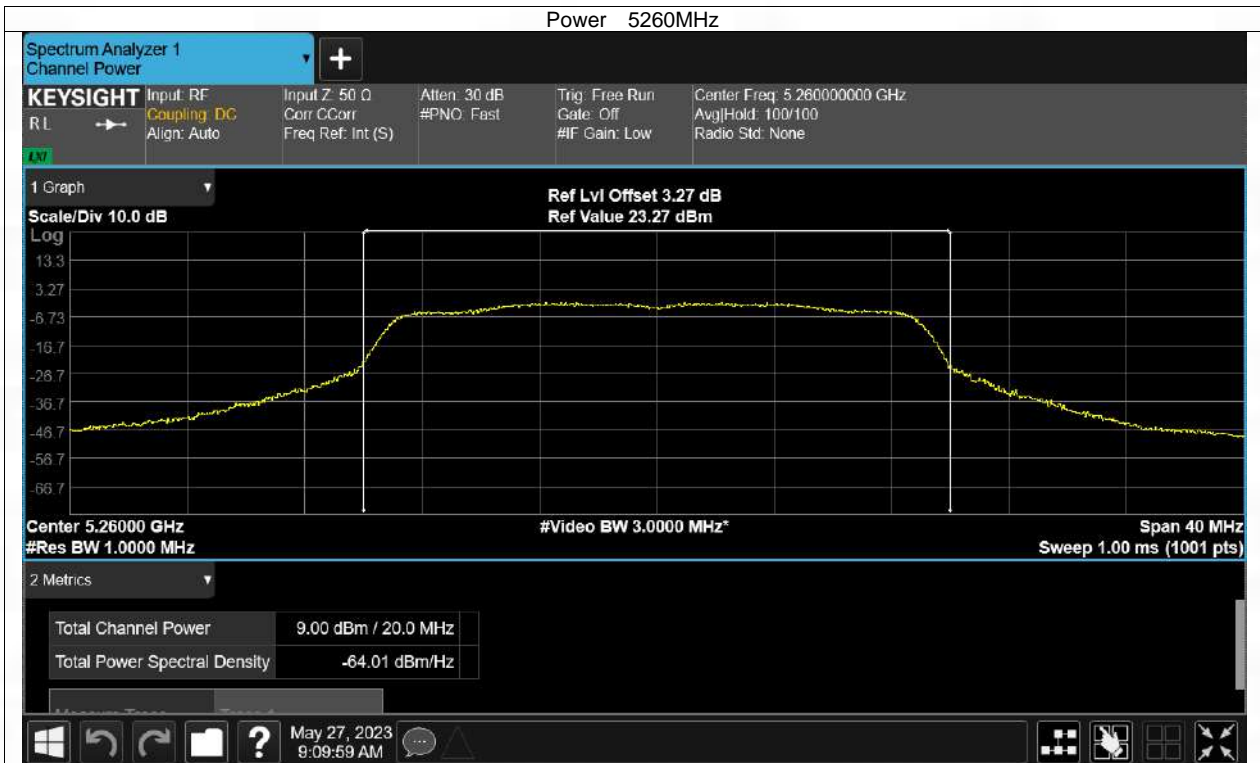 Power 5260MHz
Spectrum Analyzer 1
Channel Power
+
KEYSIGHT
RL
LXI
Input: RF
Coupling: DC
Align: Auto
Input Z: 50 Ω
Corr CCorr
Freq Ref: Int (S)
Atten: 30 dB
#PNO: Fast
Trig: Free Run
Gate: Off
#IF Gain: Low
Center Freq: 5.260000000 GHz
Avg|Hold: 100/100
Radio Std: None
1 Graph
Scale/Div 10.0 dB
Ref Lvl Offset 3.27 dB
Ref Value 23.27 dBm
Log
13.3
3.27
-6.73
-16.7
-26.7
-36.7
-46.7
-56.7
-66.7
Center 5.26000 GHz
#Video BW 3.0000 MHz*
Span 40 MHz
#Res BW 1.0000 MHz
Sweep 1.00 ms (1001 pts)
2 Metrics
Total Channel Power 9.00 dBm / 20.0 MHz
Total Power Spectral Density -64.01 dBm/Hz
?
May 27, 2023
9:09:59 AM